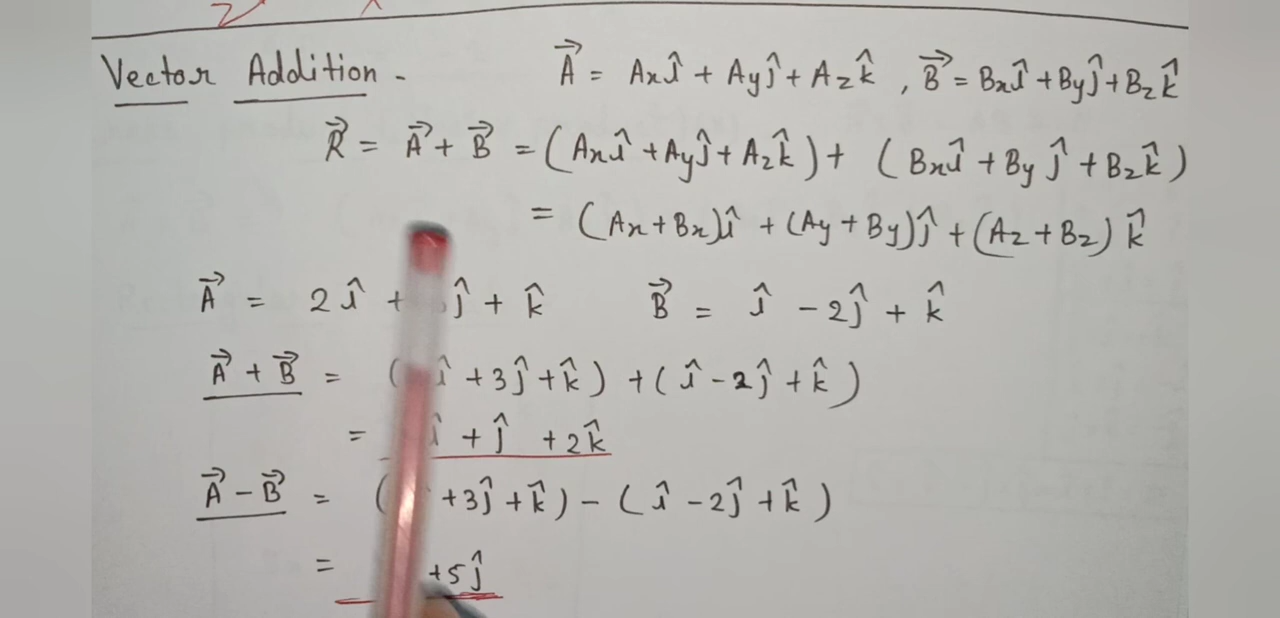 Vector Addition - A⃗ = Axî + Ayĵ + Azk̂ , B⃗ = Bxî + Byĵ + Bzk̂
R⃗ = A⃗ + B⃗ = (Axî + Ayĵ + Azk̂) + (Bxî + Byĵ + Bzk̂)
= (Ax + Bx)î + (Ay + By)ĵ + (Az + Bz) k̂
A⃗ = 2î + ĵ + k̂ B⃗ = î - 2ĵ + k̂
A⃗ + B⃗ = ( î + 3ĵ + k̂) + (î - 2ĵ + k̂)
= î + ĵ + 2k̂
A⃗ - B⃗ = ( + 3ĵ + k̂) - (î - 2ĵ + k̂)
= + 5ĵ